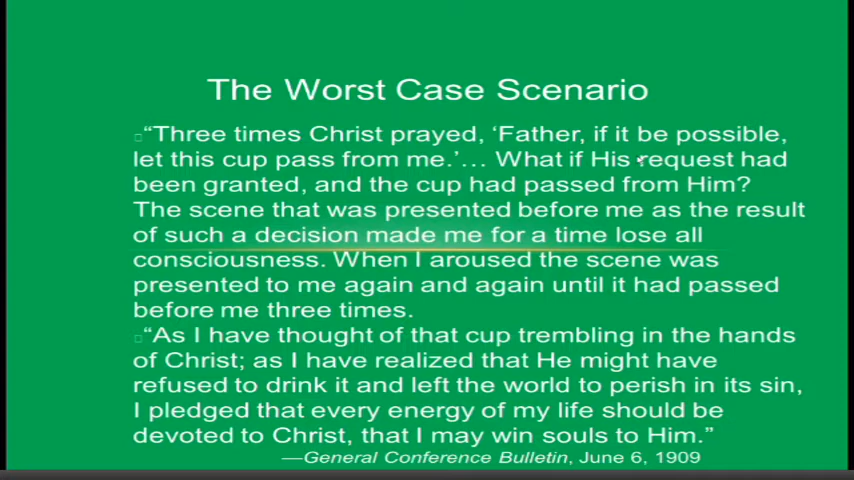 The Worst Case Scenario
“Three times Christ prayed, ‘Father, if it be possible,
let this cup pass from me.’… What if His request had
been granted, and the cup had passed from Him?
The scene that was presented before me as the result
of such a decision made me for a time lose all
consciousness. When I aroused the scene was
presented to me again and again until it had passed
before me three times.
“As I have thought of that cup trembling in the hands
of Christ; as I have realized that He might have
refused to drink it and left the world to perish in its sin,
I pledged that every energy of my life should be
devoted to Christ, that I may win souls to Him.”
—General Conference Bulletin, June 6, 1909